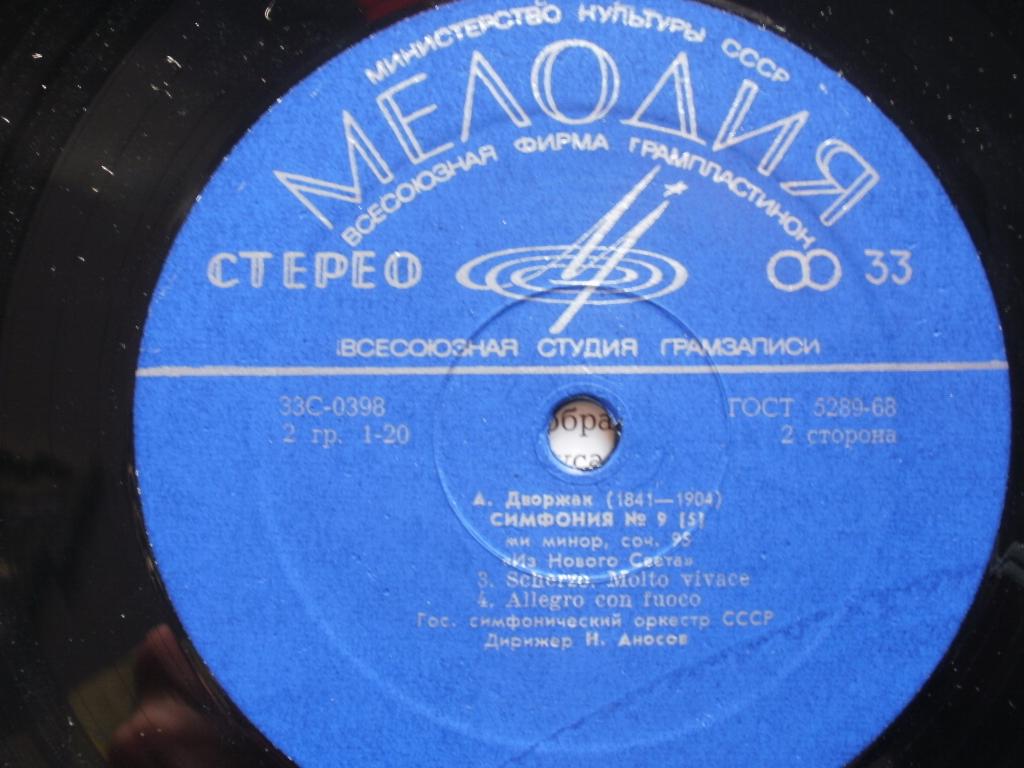 МИНИСТЕРСТВО КУЛЬТУРЫ СССР
МЕЛОДИЯ
ВСЕСОЮЗНАЯ ФИРМА ГРАМПЛАСТИНОК
СТЕРЕО
33
ВСЕСОЮЗНАЯ СТУДИЯ ГРАМЗАПИСИ
33С-0398
ГОСТ 5289-68
2 гр. 1-20
2 сторона
А. Дворжак (1841—1904)
СИМФОНИЯ № 9 [5]
ми минор, соч. 95
«Из Нового Света»
3. Scherzo. Molto vivace
4. Allegro con fuoco
Гос. симфонический оркестр СССР
Дирижер Н. Аносов